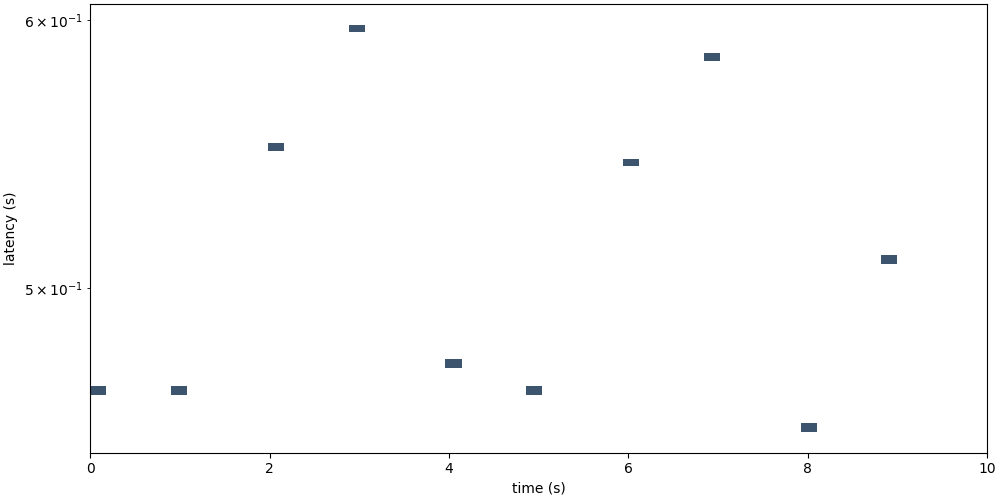 6 × 10⁻¹
latency (s)
5 × 10⁻¹
0 2 4 6 8 10
time (s)